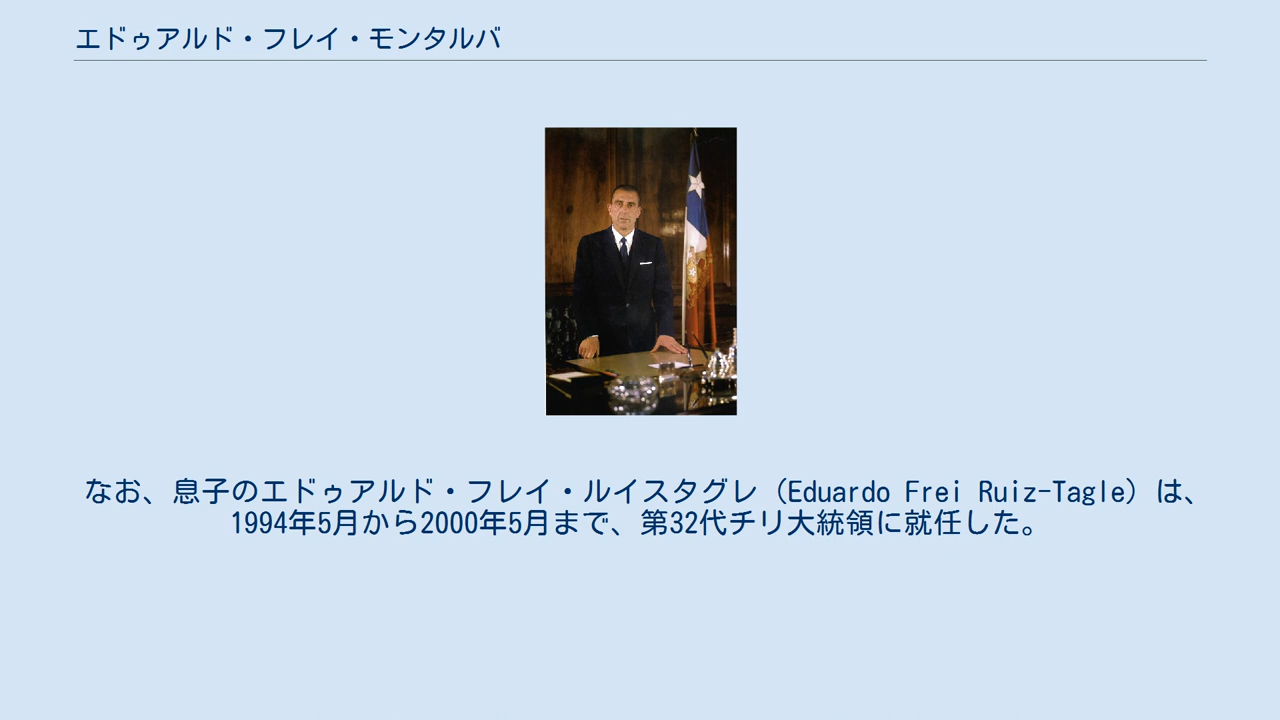 エドゥアルド・フレイ・モンタルバ
なお、息子のエドゥアルド・フレイ・ルイスタグレ（Eduardo Frei Ruiz-Tagle）は、
1994年5月から2000年5月まで、第32代チリ大統領に就任した。